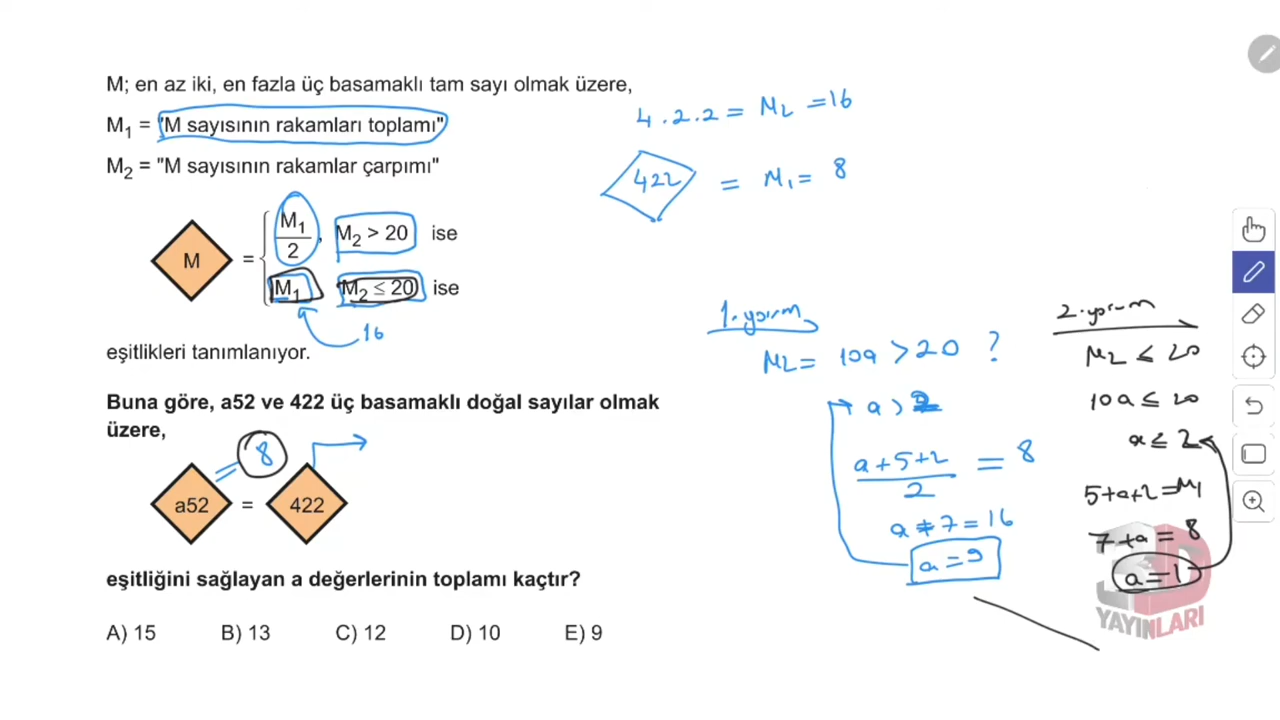 M; en az iki, en fazla üç basamaklı tam sayı olmak üzere,
M₁ = "M sayısının rakamları toplamı"
M₂ = "M sayısının rakamlar çarpımı"
M = M₁/2, M₂ > 20 ise
M₁ M₂ ≤ 20 ise
16
eşitlikleri tanımlanıyor.
Buna göre, a52 ve 422 üç basamaklı doğal sayılar olmak
üzere,
8
a52 = 422
eşitliğini sağlayan a değerlerinin toplamı kaçtır?
A) 15 B) 13 C) 12 D) 10 E) 9
4.2.2 = M₂ = 16
422 = M₁ = 8
1.yorum
M₂ = 10a > 20 ?
a > 2
a+5+2/2 = 8
a+7=16
a=9
2.yorum
M₂ ≤ 20
10a ≤ 20
a ≤ 2
5+a+2=M₁
7+a = 8
a=1
3D
YAYINLARI